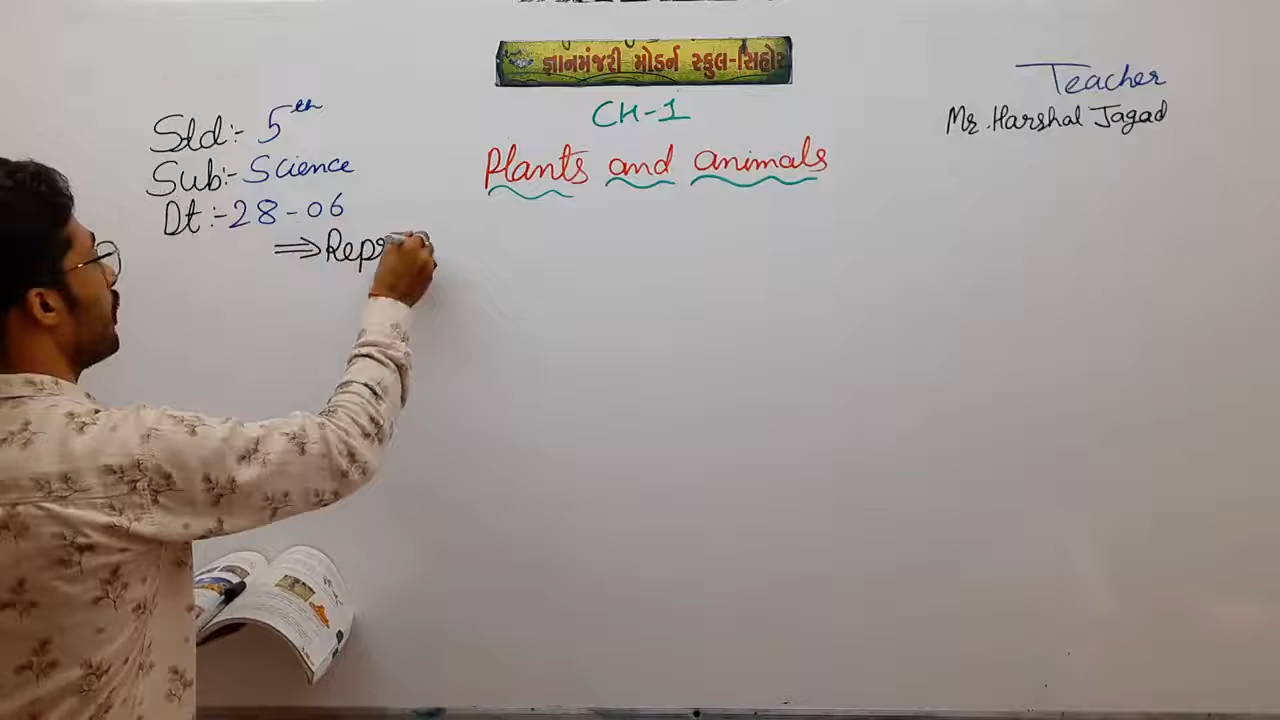 જ્ઞાનમંજરી મોડર્ન સ્કુલ-સિહોર
CH-1
Plants and animals
Std:- 5th
Sub:- Science
Dt:- 28-06
⇒ Repr
Teacher
Mr. Harshal Jagad